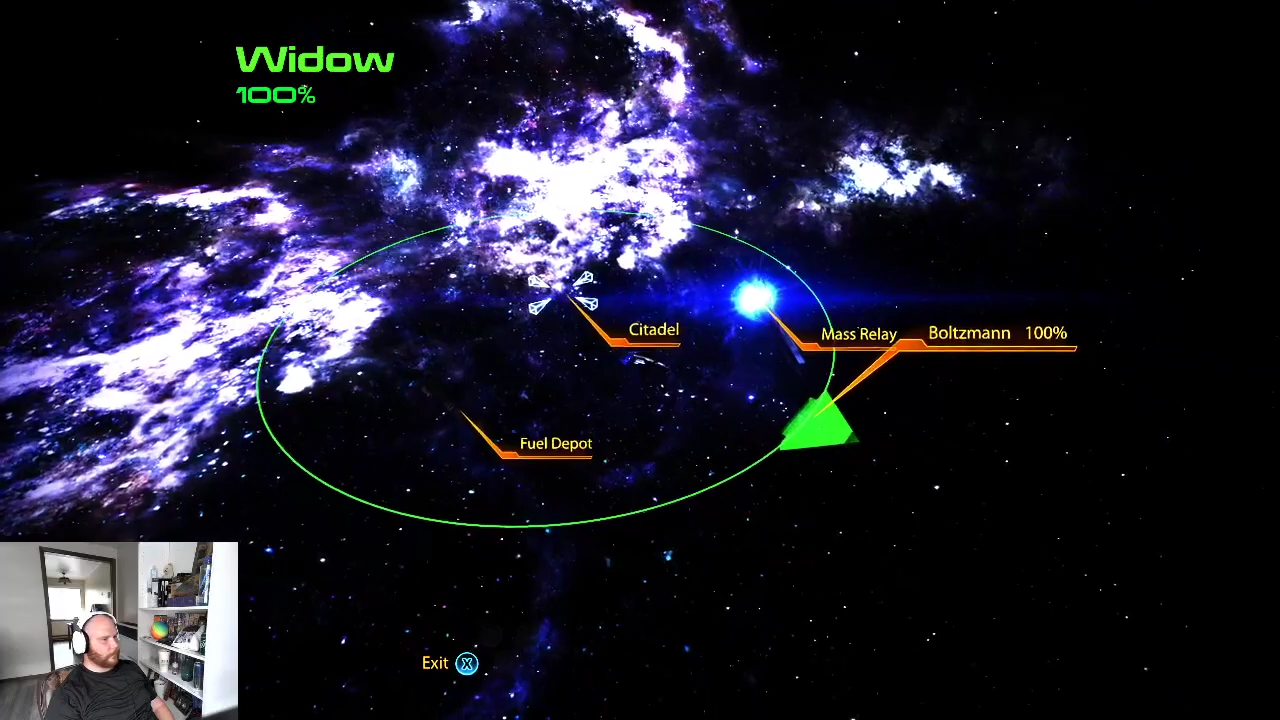 Widow
100%
Citadel
Mass Relay
Boltzmann 100%
Fuel Depot
Exit X